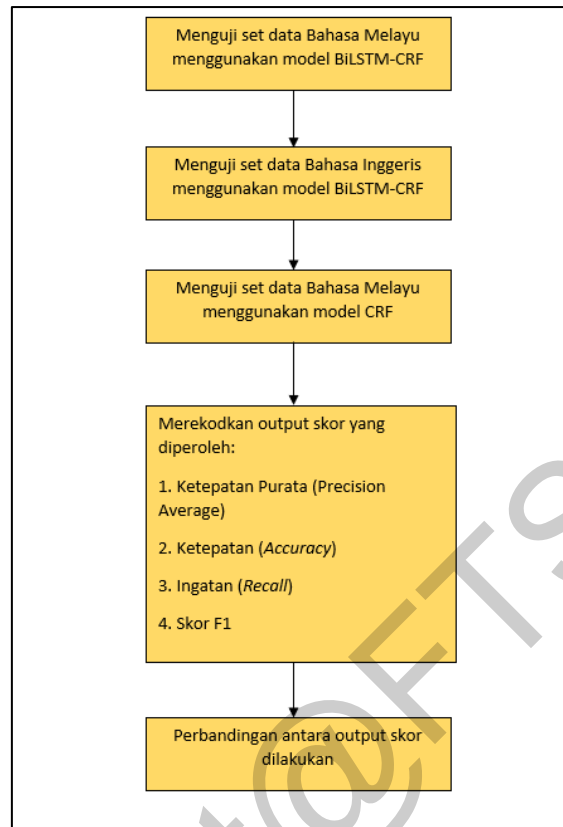 Menguji set data Bahasa Melayu
menggunakan model BiLSTM-CRF
Menguji set data Bahasa Inggeris
menggunakan model BiLSTM-CRF
Menguji set data Bahasa Melayu
menggunakan model CRF
Merekodkan output skor yang
diperoleh:
1. Ketepatan Purata (Precision
Average)
2. Ketepatan (Accuracy)
3. Ingatan (Recall)
4. Skor F1
Perbandingan antara output skor
dilakukan